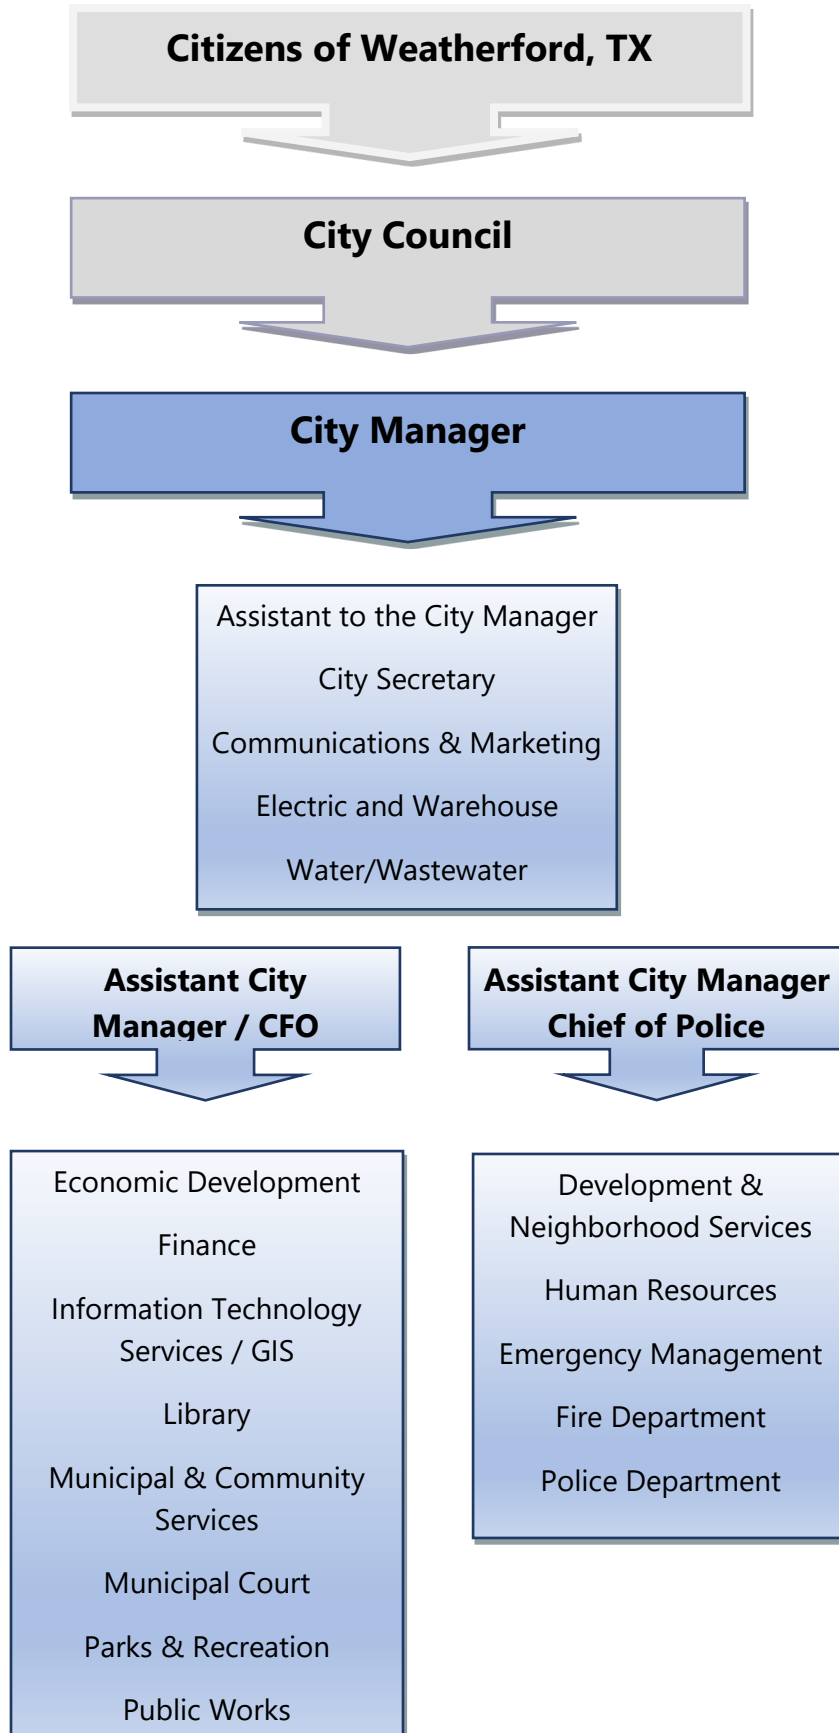 Citizens of Weatherford, TX
City Council
City Manager
Assistant to the City Manager
City Secretary
Communications & Marketing
Electric and Warehouse
Water/Wastewater
Assistant City
Manager / CFO
Assistant City Manager
Chief of Police
Economic Development
Finance
Information Technology
Services / GIS
Library
Municipal & Community
Services
Municipal Court
Parks & Recreation
Public Works
Development &
Neighborhood Services
Human Resources
Emergency Management
Fire Department
Police Department